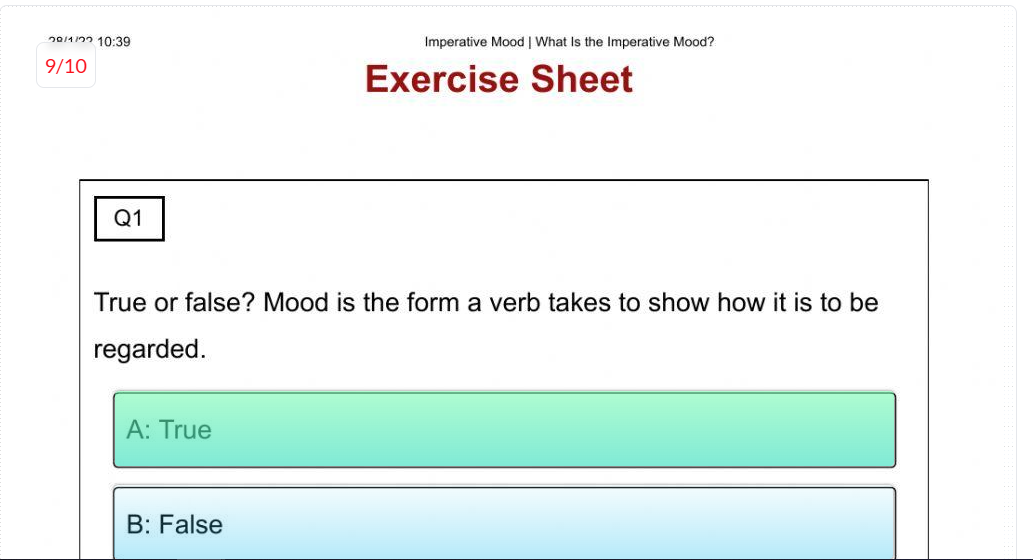 28/1/22 10:39
Imperative Mood | What Is the Imperative Mood?
9/10
Exercise Sheet
Q1
True or false? Mood is the form a verb takes to show how it is to be
regarded.
A: True
B: False